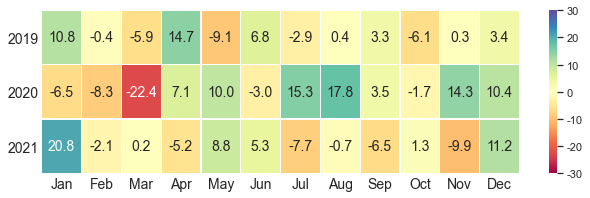 2019 10.8 -0.4 -5.9 14.7 -9.1 6.8 -2.9 0.4 3.3 -6.1 0.3 3.4
2020 -6.5 -8.3 -22.4 7.1 10.0 -3.0 15.3 17.8 3.5 -1.7 14.3 10.4
2021 20.8 -2.1 0.2 -5.2 8.8 5.3 -7.7 -0.7 -6.5 1.3 -9.9 11.2
Jan Feb Mar Apr May Jun Jul Aug Sep Oct Nov Dec
30
20
10
0
-10
-20
-30